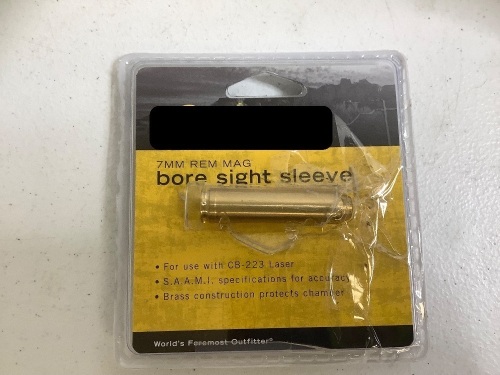 7MM REM MAG
bore sight sleeve
• For use with CB-223 Laser
• S.A.A.M.I. specifications for accuracy
• Brass construction protects chamber
World's Foremost Outfitter®